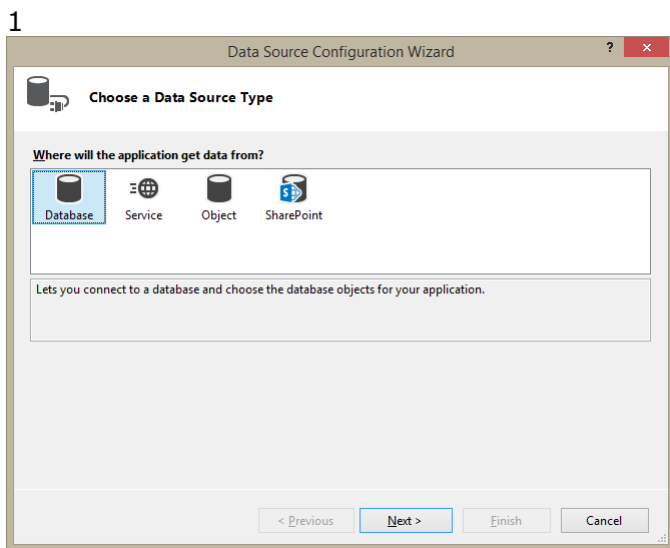 1
Data Source Configuration Wizard
?
Choose a Data Source Type
Where will the application get data from?
Database Service Object SharePoint
Lets you connect to a database and choose the database objects for your application.
< Previous Next > Finish Cancel